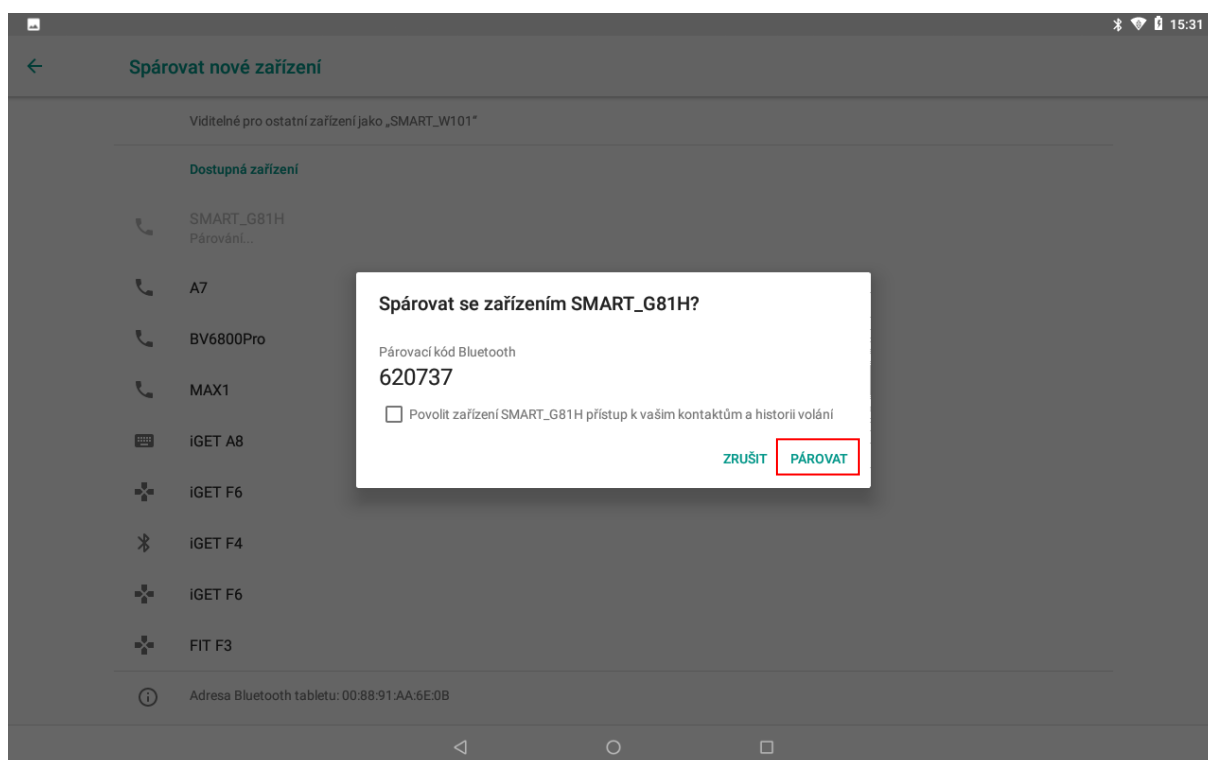 15:31
Spárovat nové zařízení
Viditelné pro ostatní zařízení jako „SMART_W101“
Dostupná zařízení
SMART_G81H
Párování...
A7
BV6800Pro
MAX1
iGET A8
iGET F6
iGET F4
iGET F6
FIT F3
Adresa Bluetooth tabletu: 00:88:91:AA:6E:0B
Spárovat se zařízením SMART_G81H?
Párovací kód Bluetooth
620737
Povolit zařízení SMART_G81H přístup k vašim kontaktům a historii volání
ZRUŠIT PÁROVAT